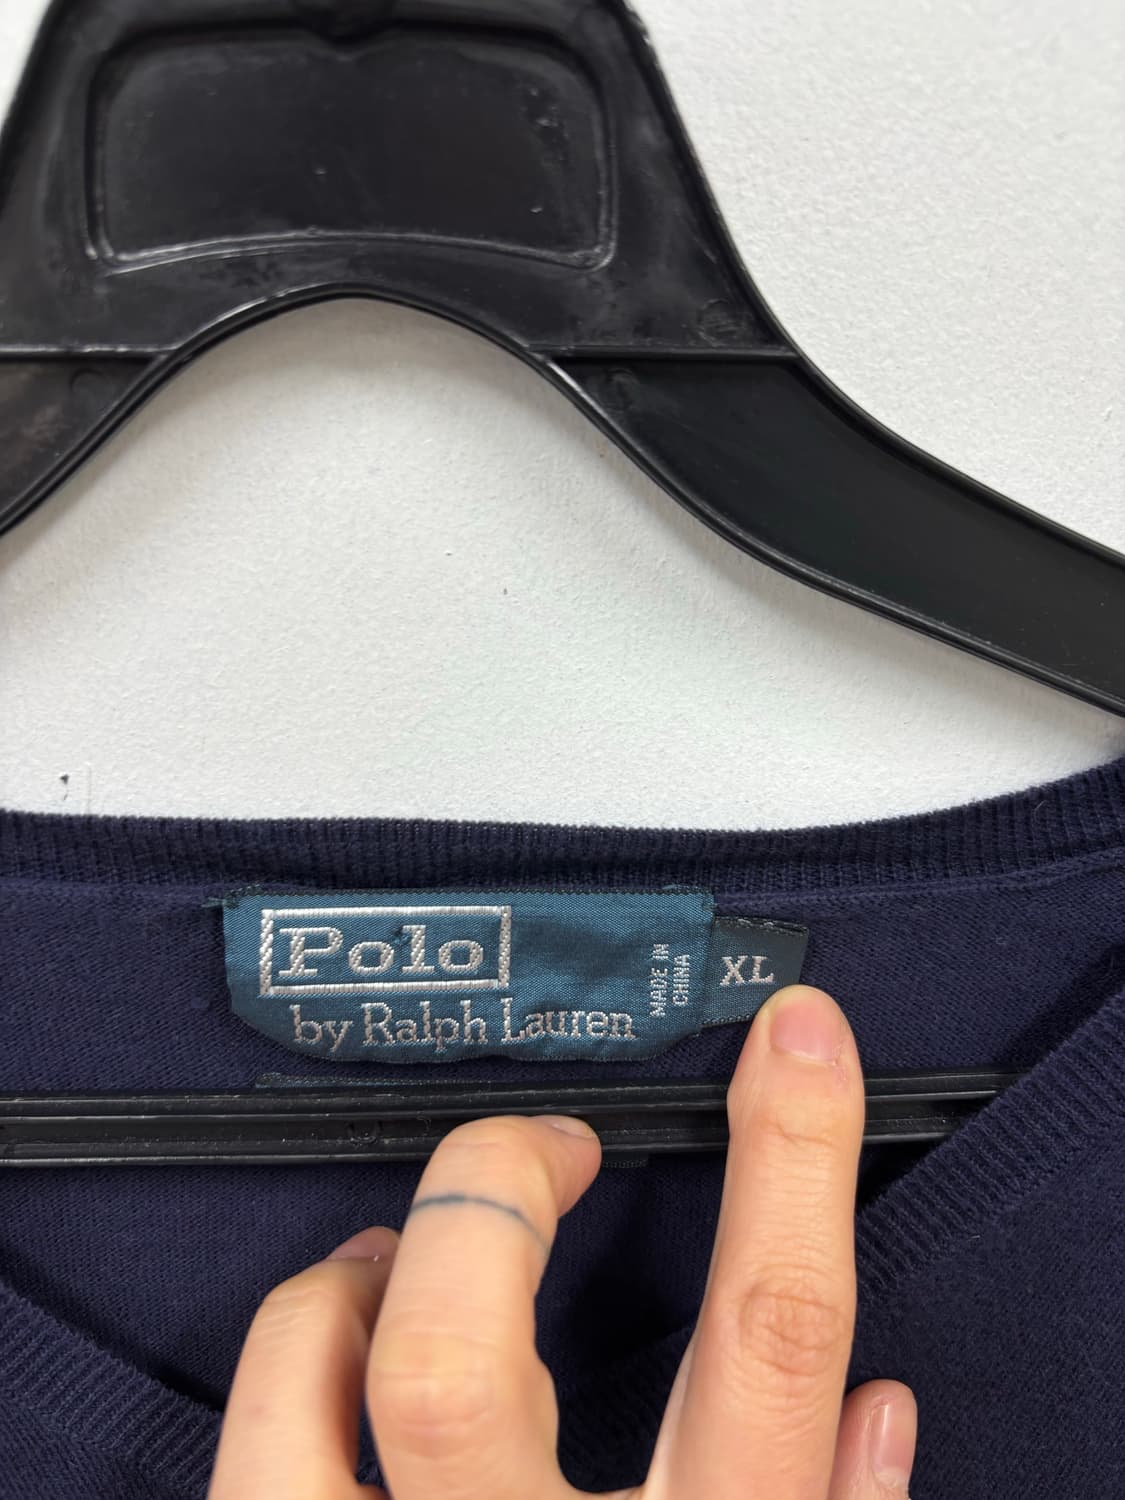 Polo
by Ralph Lauren
MADE IN
CHINA
XL